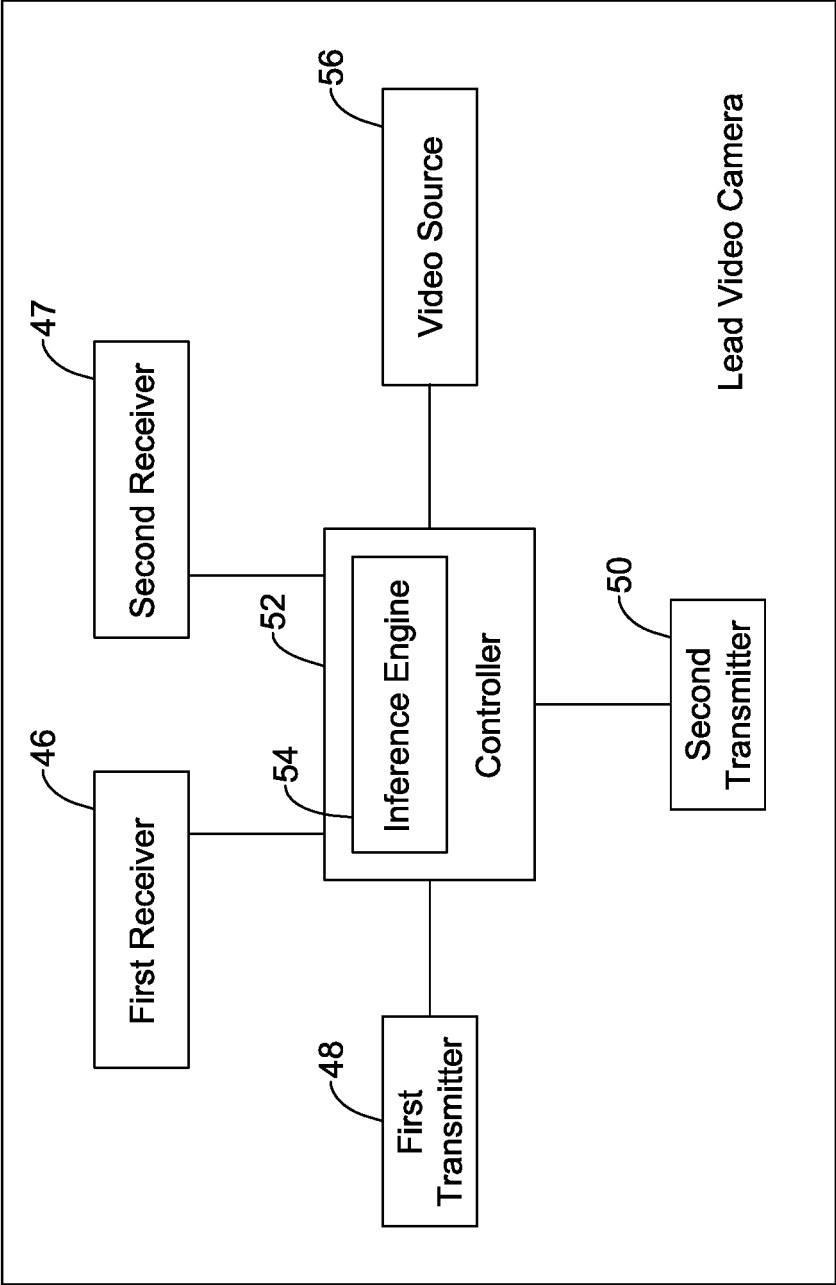 46
First Receiver
47
Second Receiver
52
54
Inference Engine
Controller
48
First
Transmitter
56
Video Source
50
Second
Transmitter
Lead Video Camera